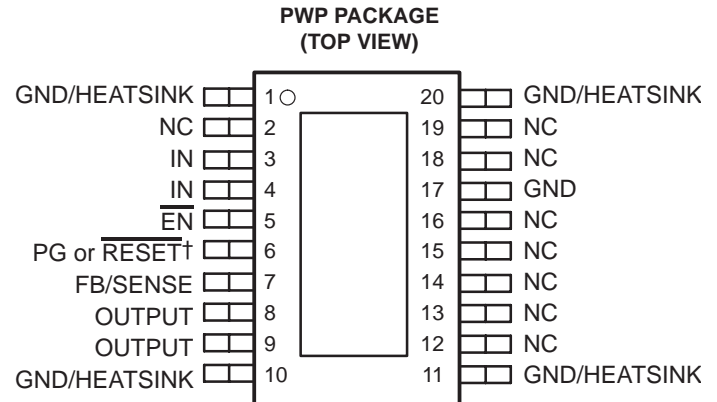 PWP PACKAGE
(TOP VIEW)
GND/HEATSINK 1 20 GND/HEATSINK
NC 2 19 NC
IN 3 18 NC
IN 4 17 GND
EN 5 16 NC
PG or RESET† 6 15 NC
FB/SENSE 7 14 NC
OUTPUT 8 13 NC
OUTPUT 9 12 NC
GND/HEATSINK 10 11 GND/HEATSINK